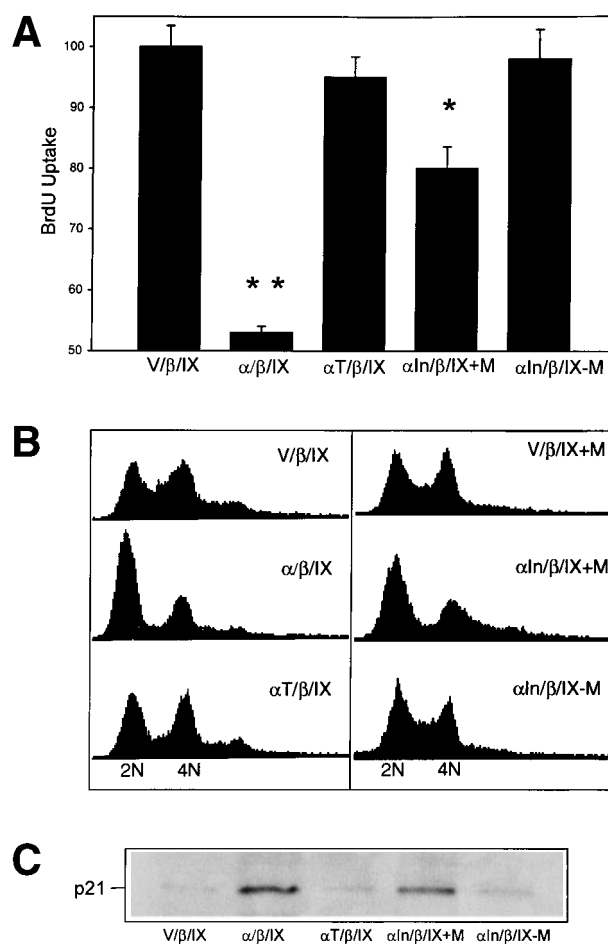 A
BrdU Uptake
100
90
80
70
60
50
* *
*
V/β/IX α/β/IX αT/β/IX αIn/β/IX+M αIn/β/IX-M
B
V/β/IX V/β/IX+M
α/β/IX αIn/β/IX+M
αT/β/IX αIn/β/IX-M
2N 4N 2N 4N
C
p21
V/β/IX α/β/IX αT/β/IX αIn/β/IX+M αIn/β/IX-M